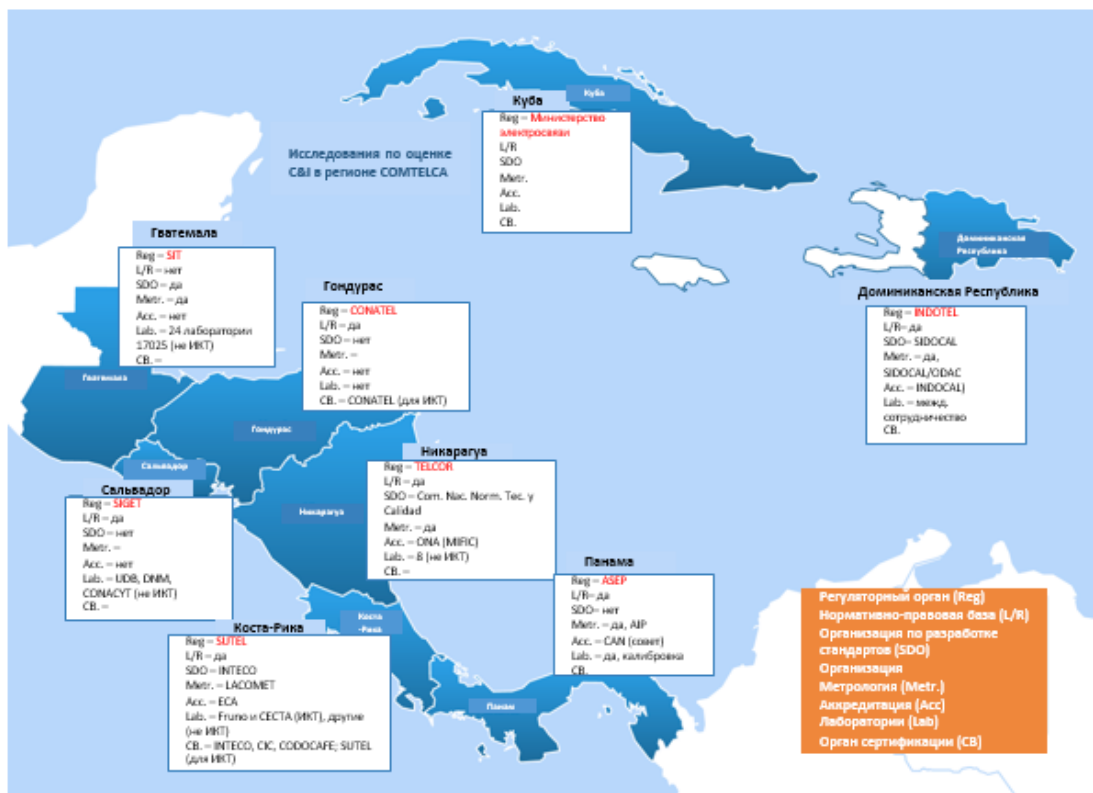 Куба
Куба
Reg – Министерство
электросвязи
L/R
SDO
Metr.
Acc.
Lab.
CB.
Исследования по оценке
C&I в регионе COMTELCA
Гватемала
Reg – SIT
L/R – нет
SDO – да
Metr. – да
Acc. – нет
Lab. – 24 лаборатории
17025 (не ИКТ)
CB. –
Гватемала
Гондурас
Reg – CONATEL
L/R – да
SDO – нет
Metr. –
Acc. – нет
Lab. – нет
CB. – CONATEL (для ИКТ)
Гондурас
Доминиканская
Республика
Доминиканская Республика
Reg – INDOTEL
L/R– да
SDO– SIDOCAL
Metr. – да,
SIDOCAL/ODAC
Acc. – INDOCAL)
Lab. – межд.
сотрудничество
CB.
Сальвадор
Сальвадор
Reg – SIGET
L/R – да
SDO – нет
Metr. –
Acc. – нет
Lab. – UDB, DNM,
CONACYT (не ИКТ)
CB. –
Никарагуа
Reg – TELCOR
L/R – да
SDO – Com. Nac. Norm. Tec. y
Calidad
Metr. – да
Acc. – ONA (MIFIC)
Lab. – 8 (не ИКТ)
CB. –
Никарагуа
Коста-Рика
Reg – SUTEL
L/R – да
SDO – INTECO
Metr. – LACOMET
Acc. – ECA
Lab. – Fruno и CECTA (ИКТ), другие
(не ИКТ)
CB. – INTECO, CIC, CODOCAFE; SUTEL
(для ИКТ)
Коста
-Рика
Панама
Reg – ASEP
L/R– да
SDO– нет
Metr. – да, AIP
Acc. – CAN (совет)
Lab. – да, калибровка
CB.
Панам
Регуляторный орган (Reg)
Нормативно-правовая база (L/R)
Организация по разработке
стандартов (SDO)
Организация
Метрология (Metr.)
Аккредитация (Acc)
Лаборатории (Lab)
Орган сертификации (CB)